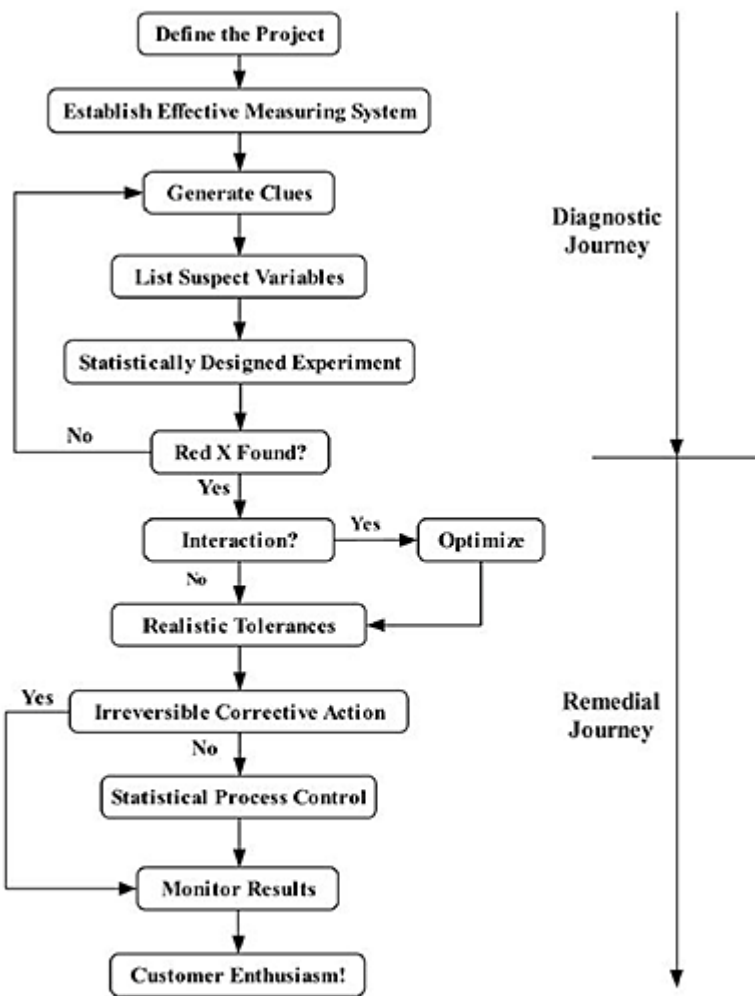 Define the Project
Establish Effective Measuring System
Generate Clues
Diagnostic
Journey
List Suspect Variables
Statistically Designed Experiment
No
Red X Found?
Yes
Interaction?
Yes
Optimize
No
Realistic Tolerances
Yes
Irreversible Corrective Action
Remedial
Journey
No
Statistical Process Control
Monitor Results
Customer Enthusiasm!